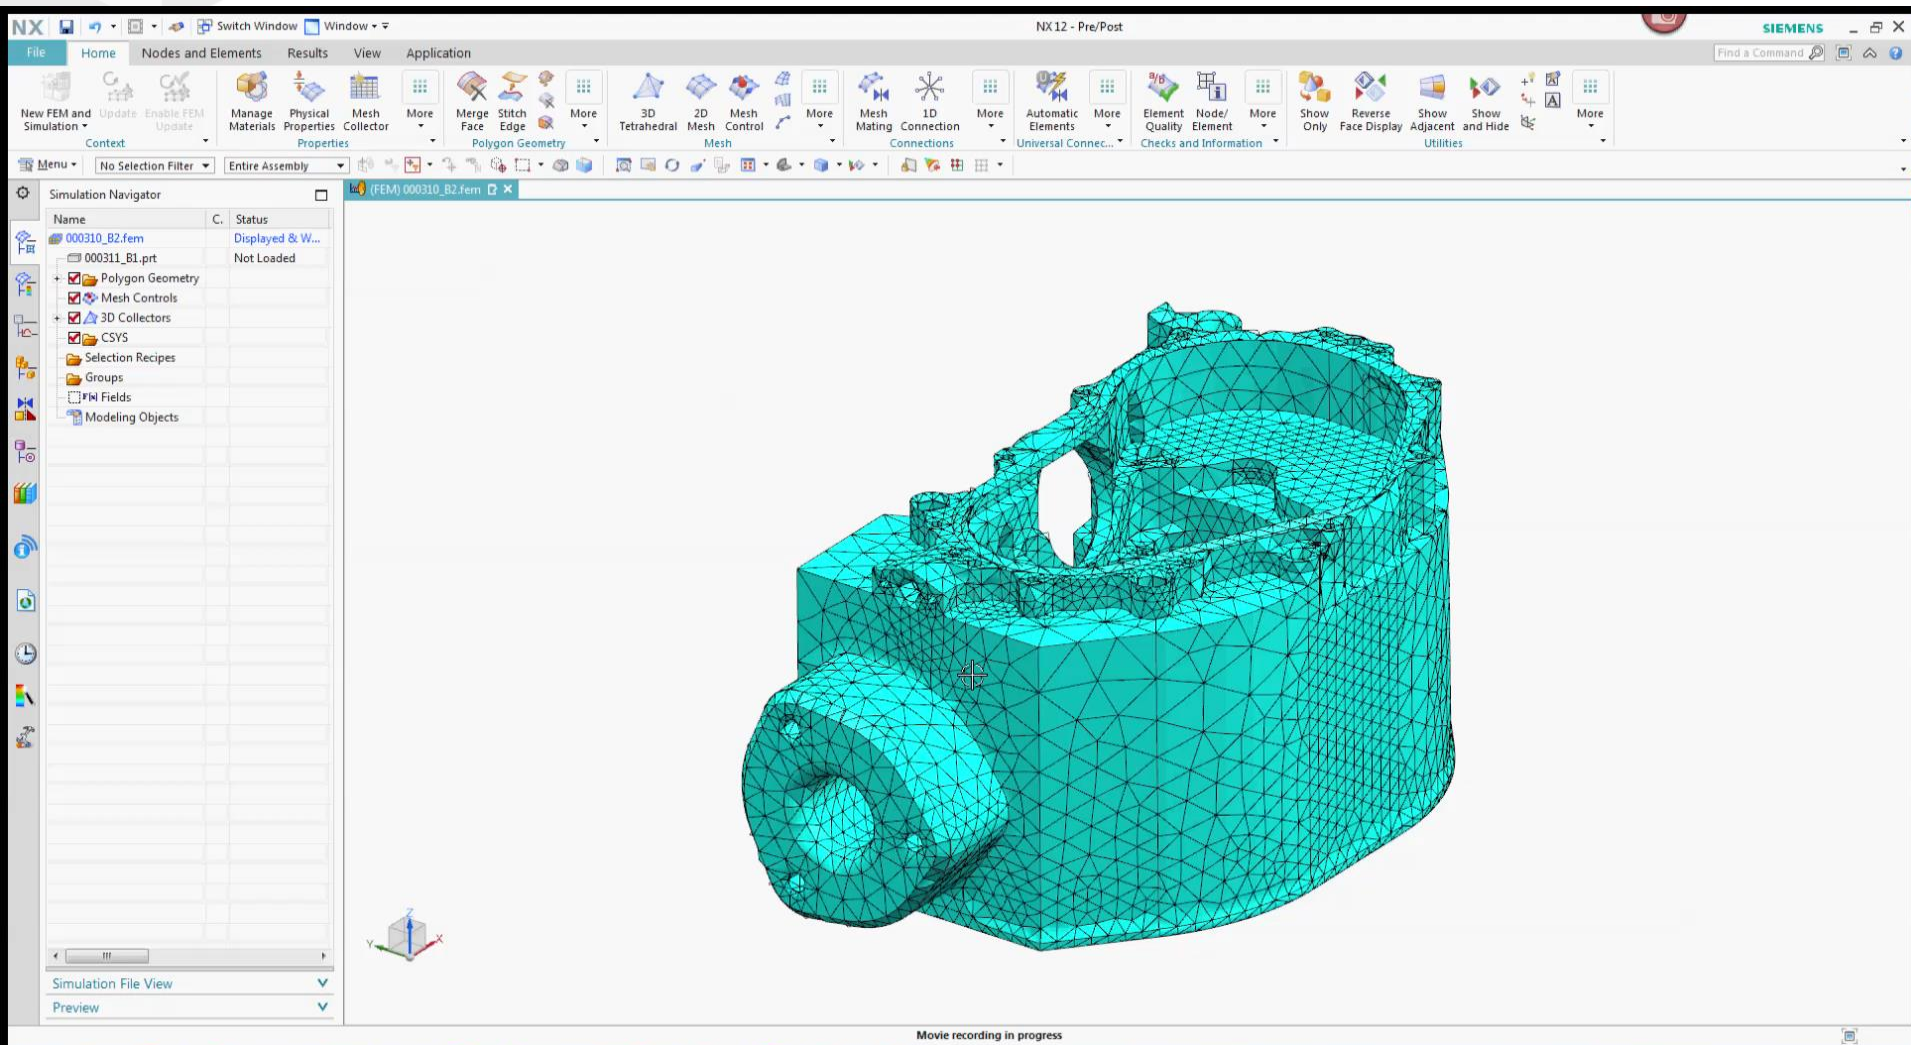 NX Switch Window Window NX 12 - Pre/Post SIEMENS
File Home Nodes and Elements Results View Application Find a Command
New FEM and Simulation Update Enable FEM Update Manage Materials Physical Properties Mesh Collector More Merge Face Stitch Edge More 3D Tetrahedral 2D Mesh Mesh Control More Mesh Mating 1D Connection More Automatic Elements More Element Quality Node/ Element More Show Only Reverse Face Display Show Adjacent Show and Hide More
Context Properties Polygon Geometry Mesh Connections Universal Connec... Checks and Information Utilities
Menu No Selection Filter Entire Assembly
Simulation Navigator (FEM) 000310_B2.fem
Name C. Status
000310_B2.fem Displayed & W...
000311_B1.prt Not Loaded
Polygon Geometry
Mesh Controls
3D Collectors
CSYS
Selection Recipes
Groups
Fields
Modeling Objects
Z
Y X
Simulation File View
Preview
Movie recording in progress